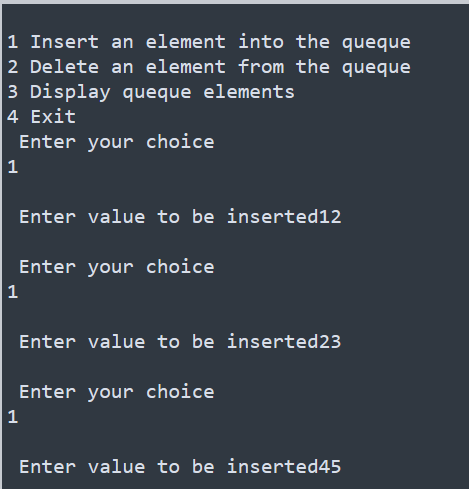 1 Insert an element into the queque
2 Delete an element from the queque
3 Display queque elements
4 Exit
Enter your choice
1
Enter value to be inserted12
Enter your choice
1
Enter value to be inserted23
Enter your choice
1
Enter value to be inserted45